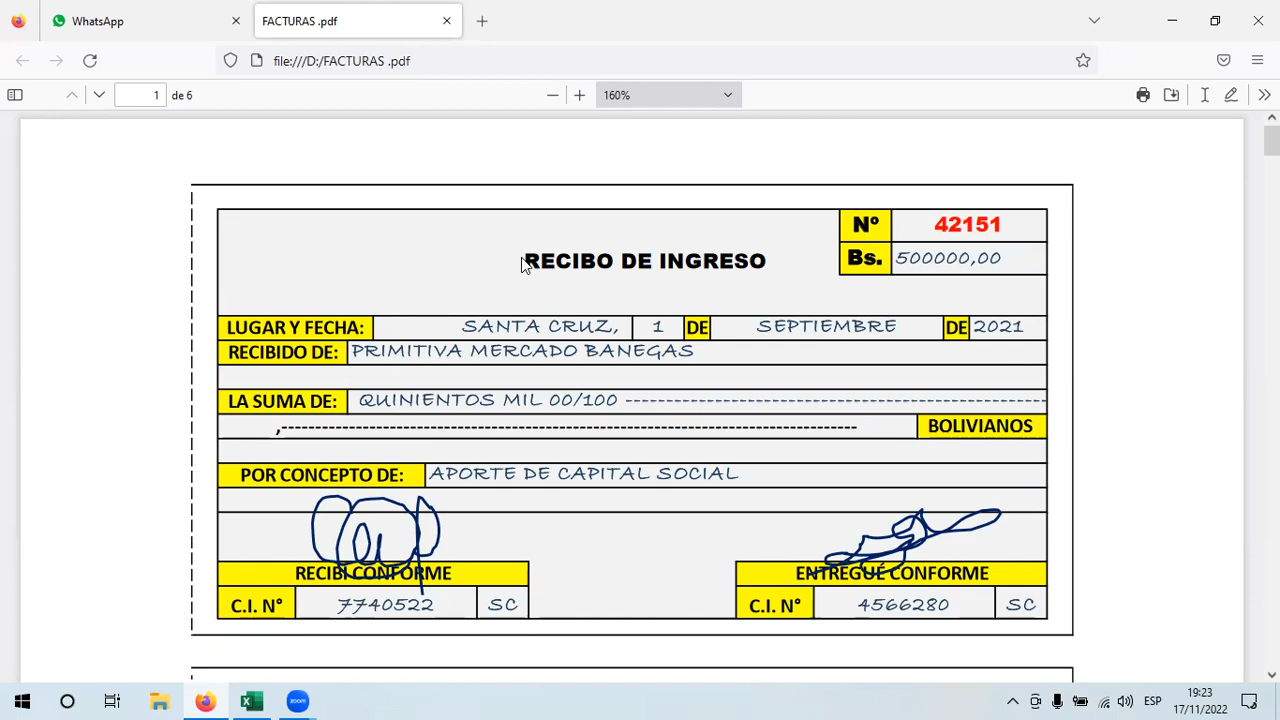 WhatsApp
FACTURAS .pdf
file:///D:/FACTURAS .pdf
1 de 6
160%
Nº 42151
RECIBO DE INGRESO
Bs. 500000,00
LUGAR Y FECHA: SANTA CRUZ, 1 DE SEPTIEMBRE DE 2021
RECIBIDO DE: PRIMITIVA MERCADO BANEGAS
LA SUMA DE: QUINIENTOS MIL 00/100 --------------------------------------------------
,------------------------------------------------------------------------------------- BOLIVIANOS
POR CONCEPTO DE: APORTE DE CAPITAL SOCIAL
RECIBI CONFORME ENTREGUÉ CONFORME
C.I. N° 7740522 SC C.I. N° 4566280 SC
zoom
ESP
19:23
17/11/2022